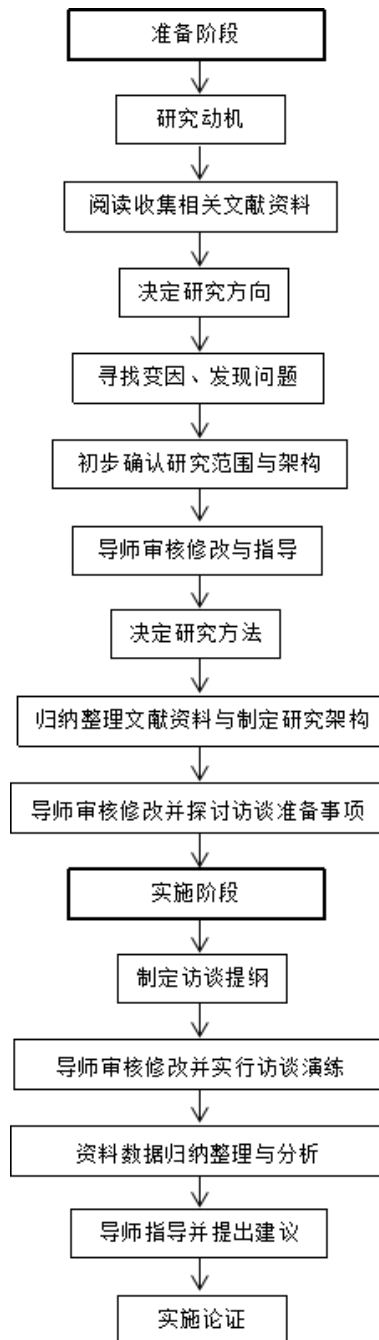 准备阶段
研究动机
阅读收集相关文献资料
决定研究方向
寻找变因、发现问题
初步确认研究范围与架构
导师审核修改与指导
决定研究方法
归纳整理文献资料与制定研究架构
导师审核修改并探讨访谈准备事项
实施阶段
制定访谈提纲
导师审核修改并实行访谈演练
资料数据归纳整理与分析
导师指导并提出建议
实施论证